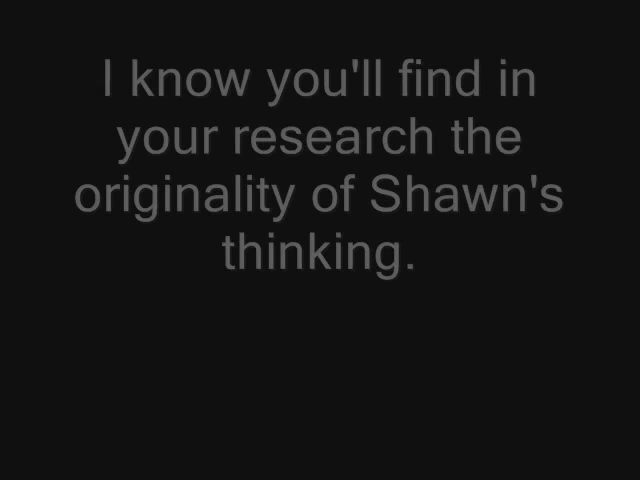 I know you'll find in
your research the
originality of Shawn's
thinking.